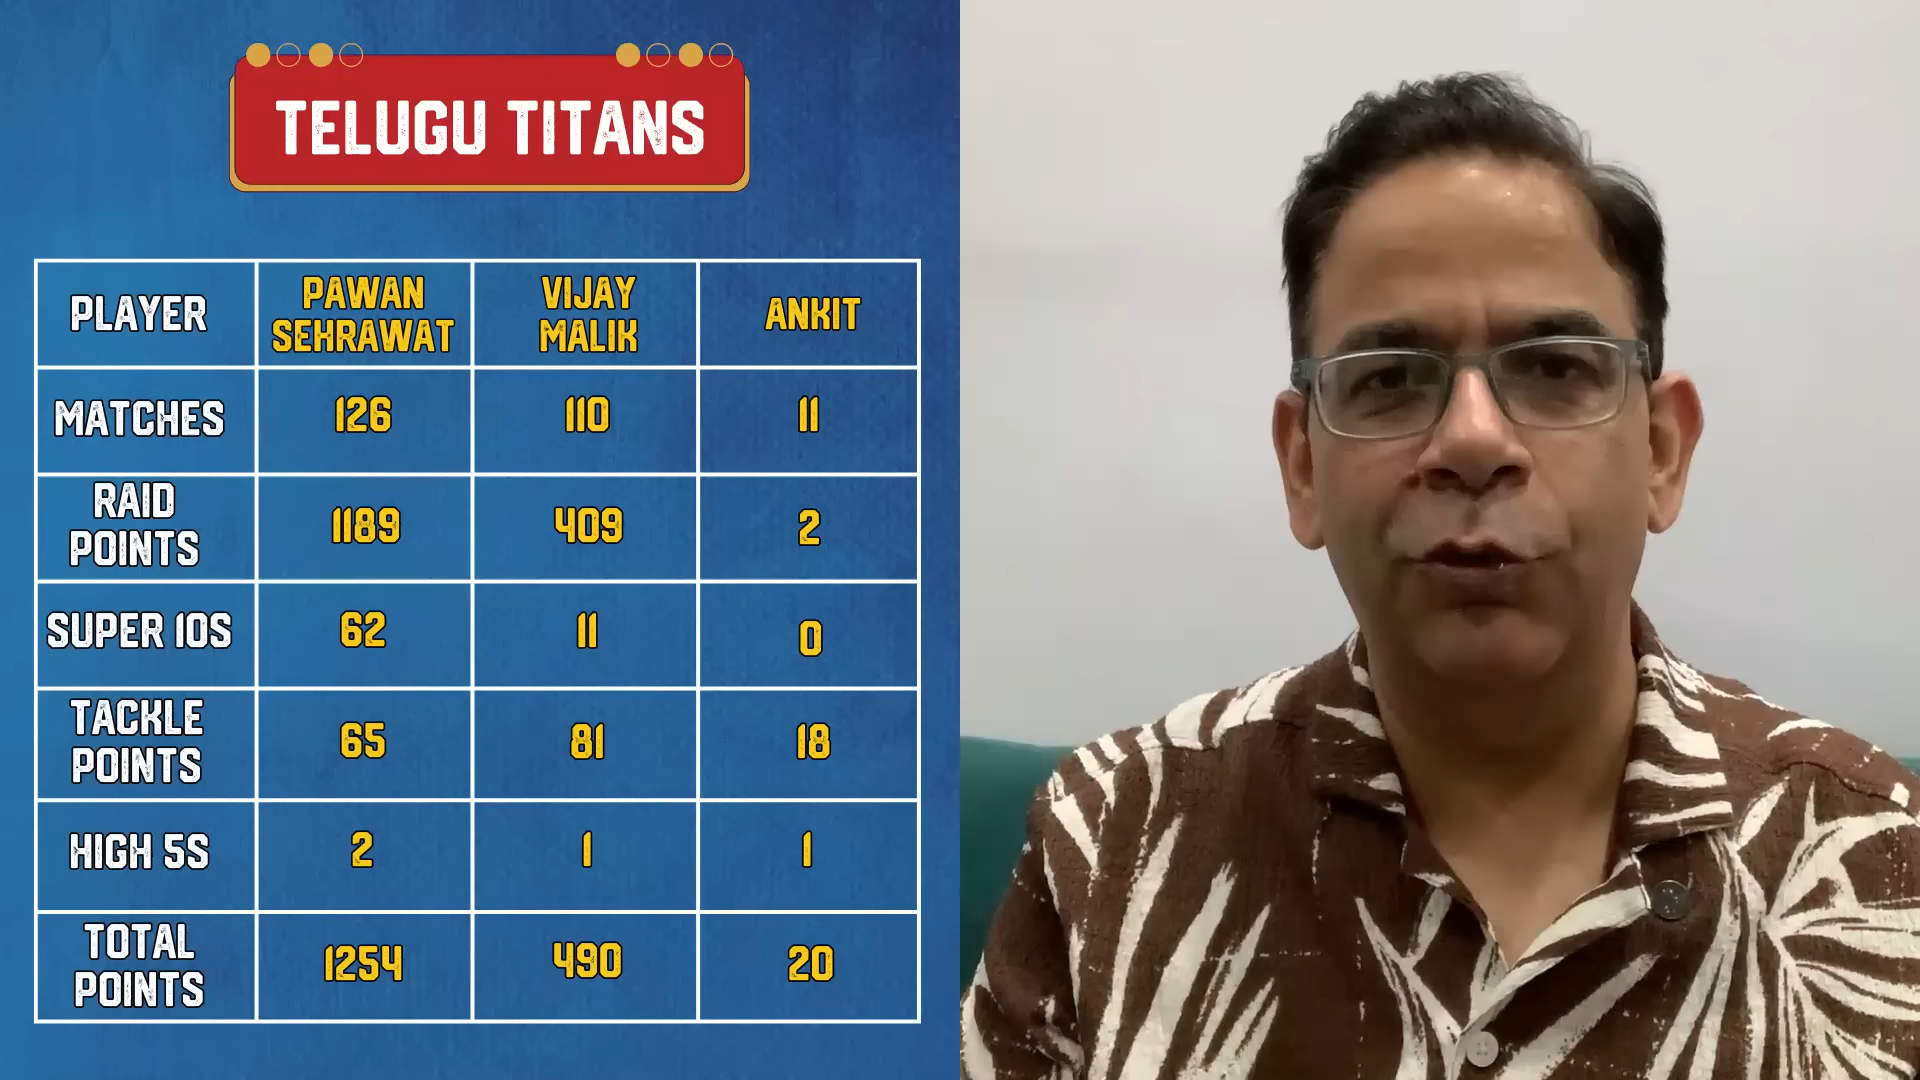 TELUGU TITANS
PLAYER
PAWAN
SEHRAWAT
VIJAY
MALIK
ANKIT
MATCHES
126
110
11
RAID
POINTS
1189
409
2
SUPER 10S
62
11
0
TACKLE
POINTS
65
81
18
HIGH 5S
2
1
1
TOTAL
POINTS
1254
490
20